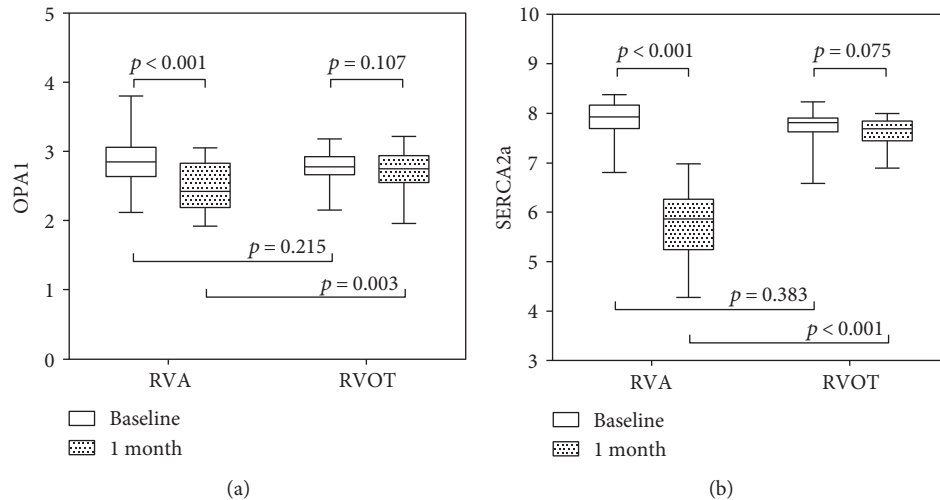 OPA1
5
4
3
2
1
0
p < 0.001
p = 0.107
p = 0.215
p = 0.003
RVA
RVOT
Baseline
1 month
(a)
SERCA2a
10
9
8
7
6
5
4
3
p < 0.001
p = 0.075
p = 0.383
p < 0.001
RVA
RVOT
Baseline
1 month
(b)